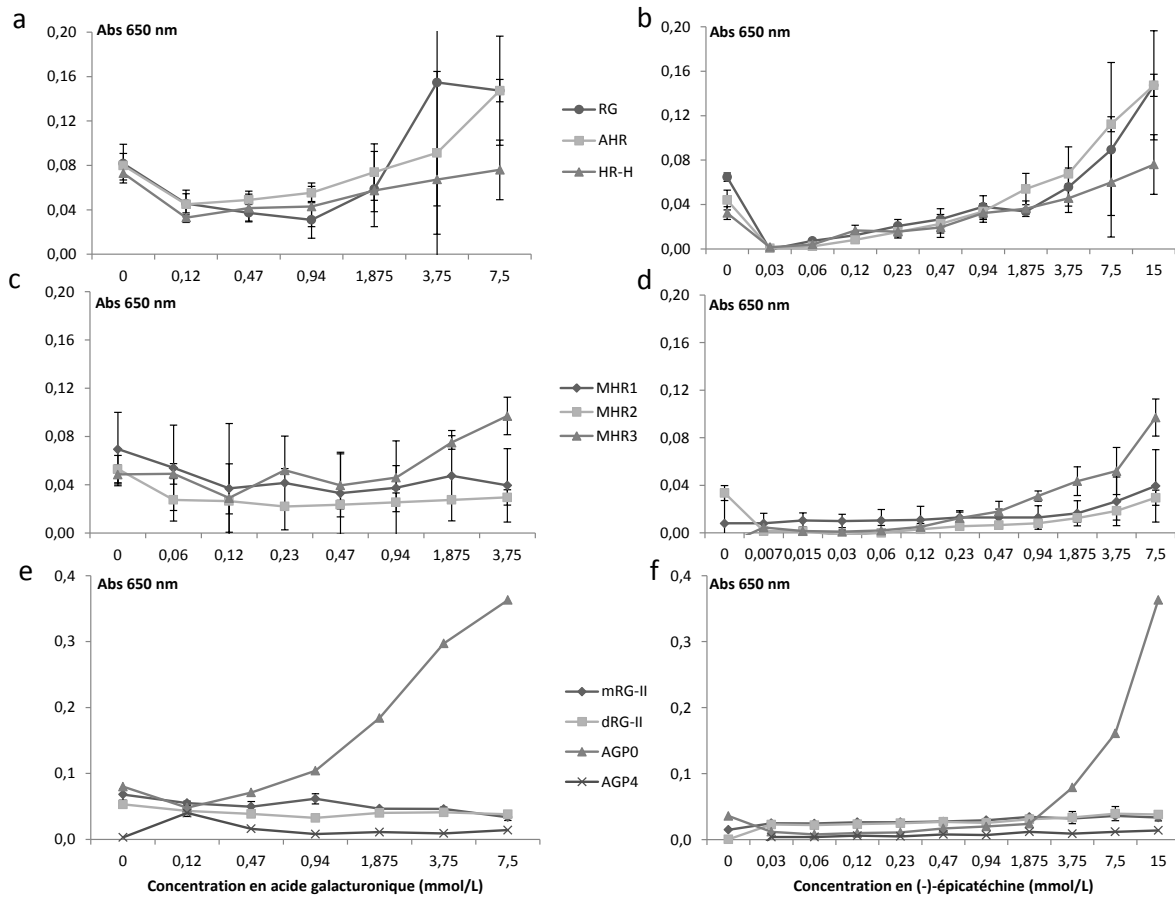 a
Abs 650 nm
0,20
0,16
0,12
0,08
0,04
0,00
0 0,12 0,47 0,94 1,875 3,75 7,5
RG
AHR
HR-H
b
Abs 650 nm
0,20
0,16
0,12
0,08
0,04
0,00
0 0,03 0,06 0,12 0,23 0,47 0,94 1,875 3,75 7,5 15
c
Abs 650 nm
0,20
0,16
0,12
0,08
0,04
0,00
0 0,06 0,12 0,23 0,47 0,94 1,875 3,75
MHR1
MHR2
MHR3
d
Abs 650 nm
0,20
0,16
0,12
0,08
0,04
0,00
0 0,0070,015 0,03 0,06 0,12 0,23 0,47 0,94 1,875 3,75 7,5
e
Abs 650 nm
0,4
0,3
0,2
0,1
0,0
0 0,12 0,47 0,94 1,875 3,75 7,5
Concentration en acide galacturonique (mmol/L)
mRG-II
dRG-II
AGP0
AGP4
f
Abs 650 nm
0,4
0,3
0,2
0,1
0,0
0 0,03 0,06 0,12 0,23 0,47 0,94 1,875 3,75 7,5 15
Concentration en (-)-épicatéchine (mmol/L)